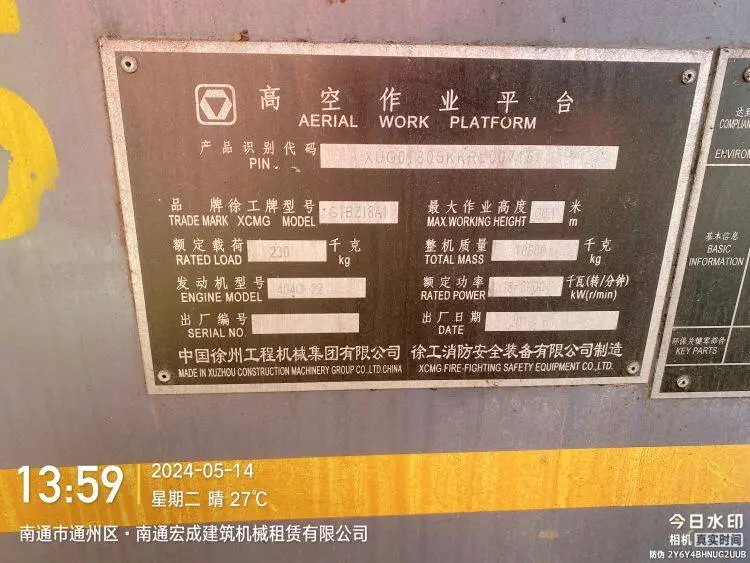 高空作业平台
AERIAL WORK PLATFORM
产品识别代码
PIN
品牌徐工牌型号 GTBZ18A1 最大作业高度 米
TRADE MARK XCMG MODEL MAX.WORKING HEIGHT m
额定载荷 230 千克 整机质量 千克
RATED LOAD kg TOTAL MASS kg
发动机型号 额定功率 千瓦(转/分钟)
ENGINE MODEL RATED POWER kW(r/min)
出厂编号 出厂日期
SERIAL NO. DATE
中国徐州工程机械集团有限公司 徐工消防安全装备有限公司制造
MADE IN XUZHOU CONSTRUCTION MACHINERY GROUP CO.,LTD.CHINA XCMG FIRE-FIGHTING SAFETY EQUIPMENT CO.,LTD.
达到
COMPLIAN
ENVIRON
基本信息
BASIC
INFORMATION
环保关键零部件
KEY PARTS
13:59
2024-05-14
星期二 晴 27℃
南通市通州区·南通宏成建筑机械租赁有限公司
今日水印
相机 真实时间
防伪 2Y6Y4BHNUG2UUB